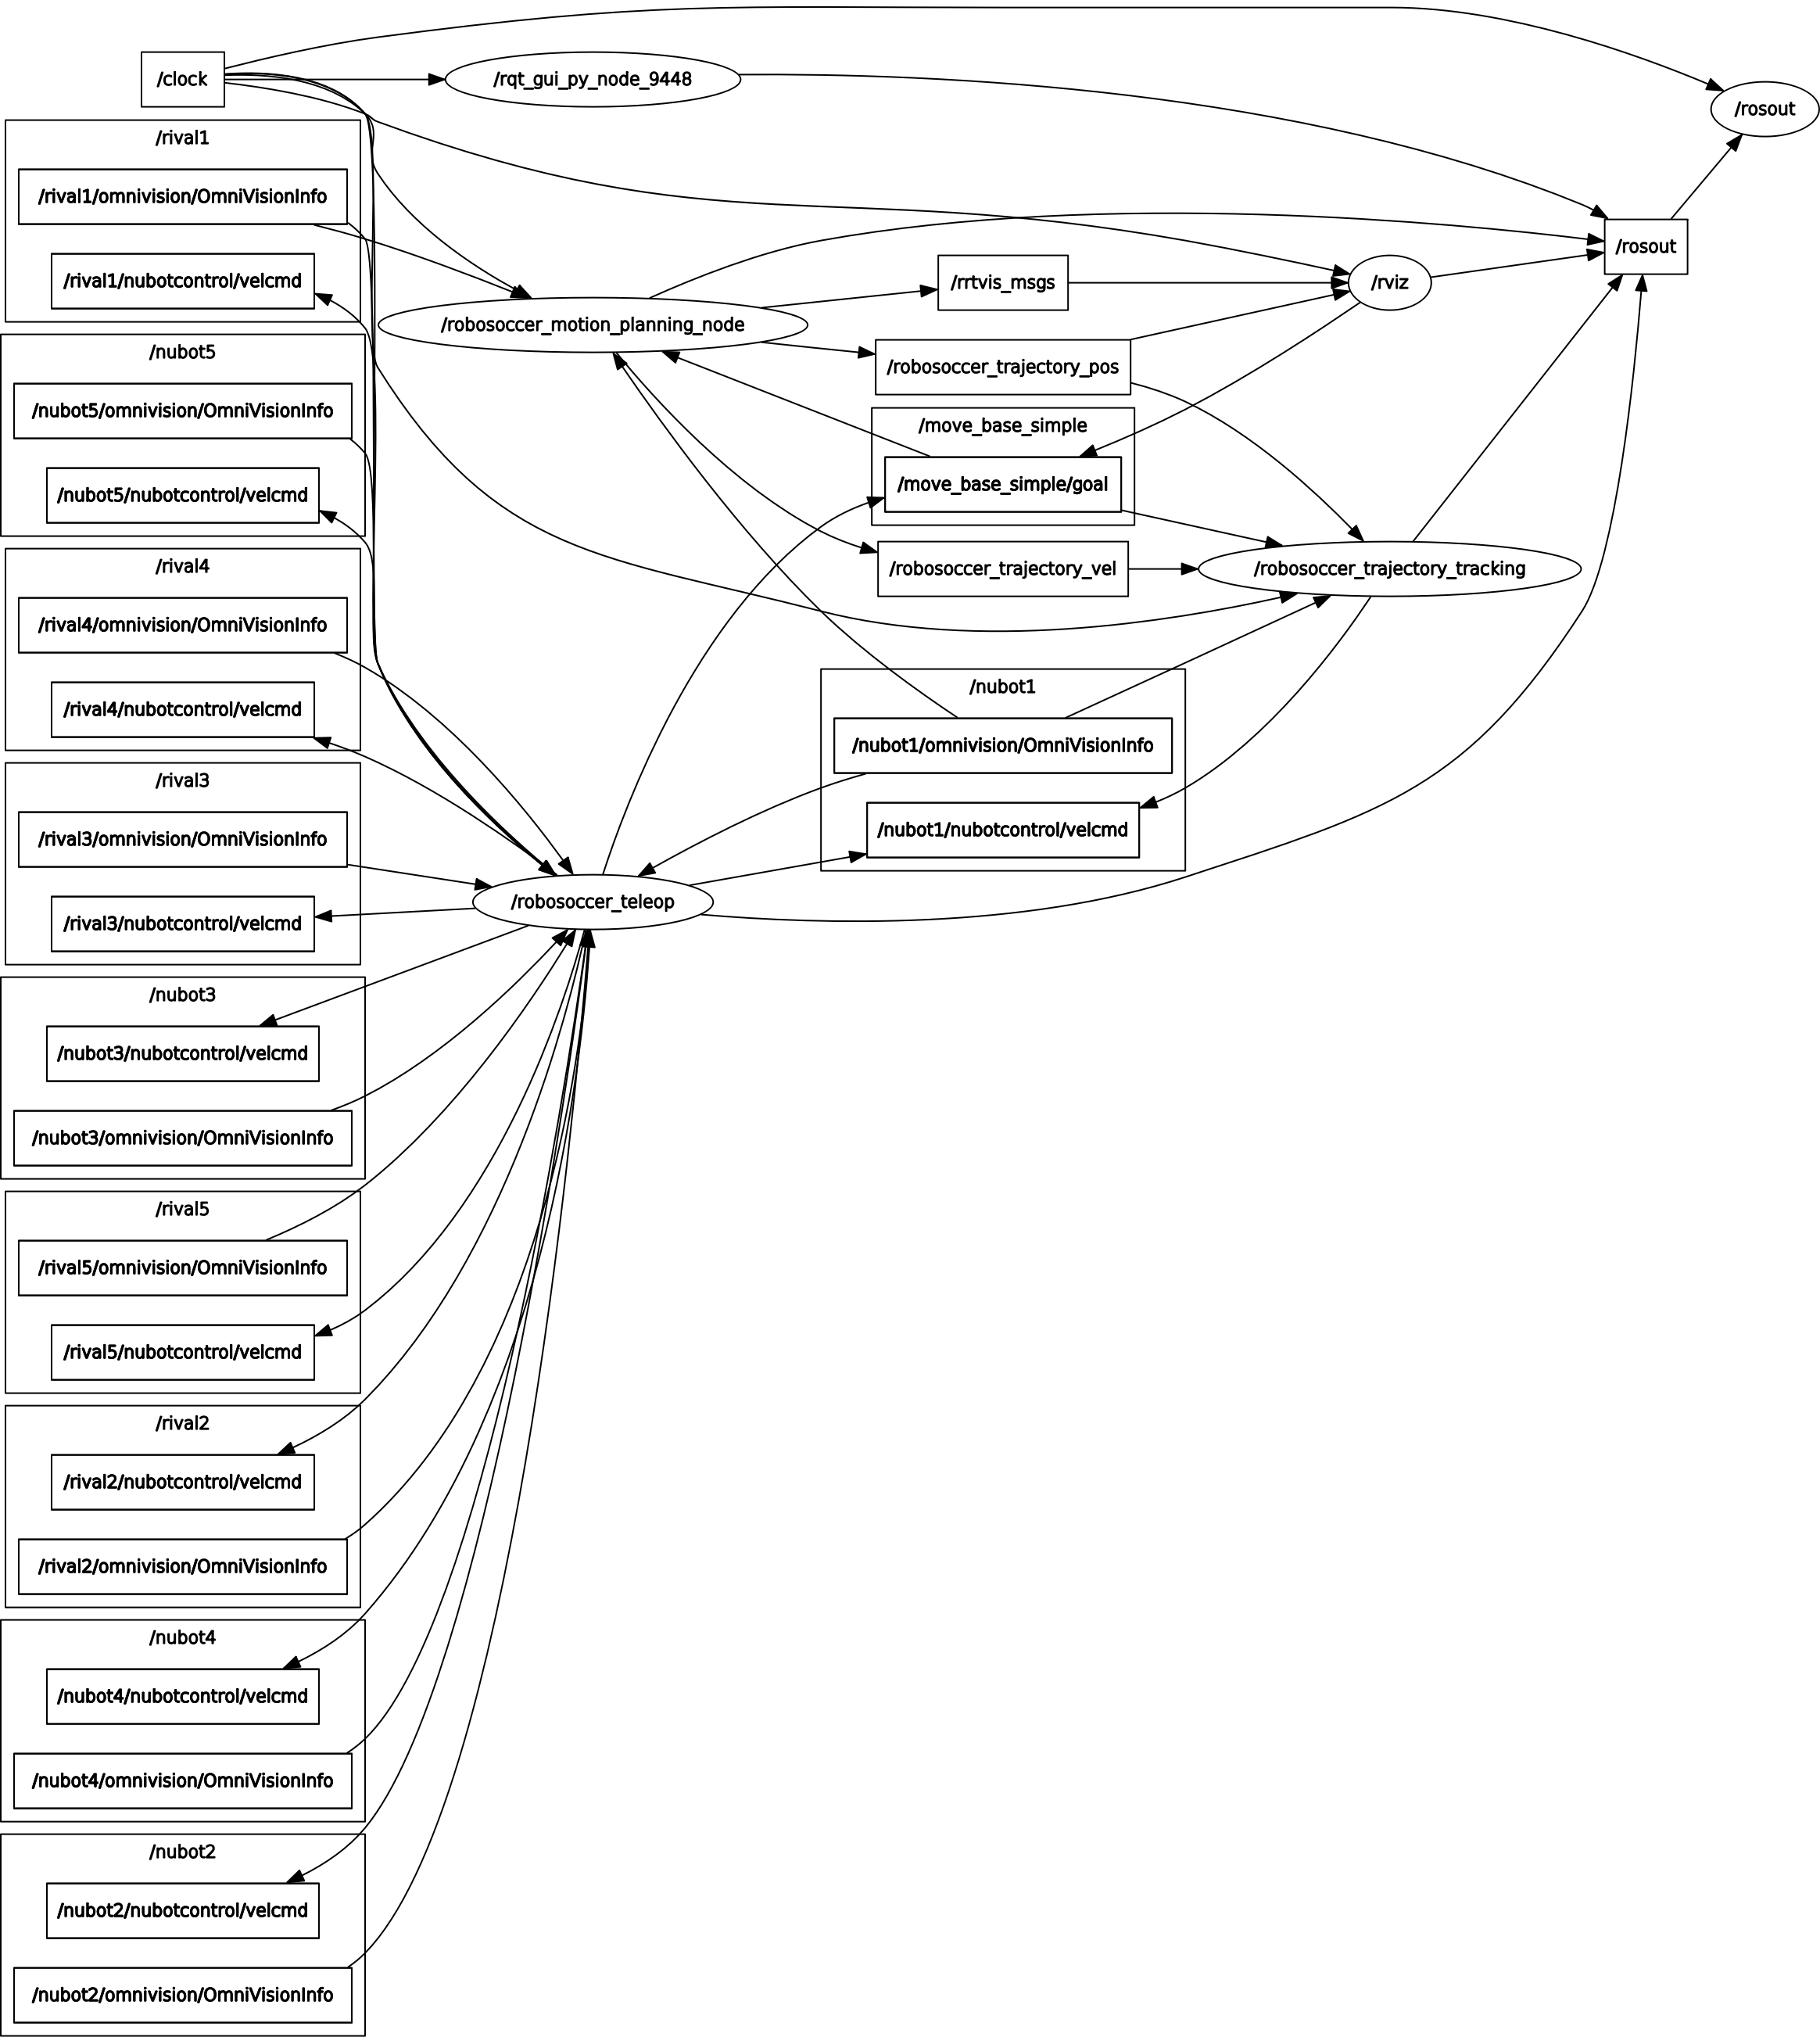 /clock
/rqt_gui_py_node_9448
/rosout
/rival1
/rival1/omnivision/OmniVisionInfo
/rival1/nubotcontrol/velcmd
/rosout
/rrtvis_msgs
/rviz
/robosoccer_motion_planning_node
/robosoccer_trajectory_pos
/nubot5
/nubot5/omnivision/OmniVisionInfo
/nubot5/nubotcontrol/velcmd
/move_base_simple
/move_base_simple/goal
/robosoccer_trajectory_vel
/robosoccer_trajectory_tracking
/rival4
/rival4/omnivision/OmniVisionInfo
/rival4/nubotcontrol/velcmd
/nubot1
/nubot1/omnivision/OmniVisionInfo
/nubot1/nubotcontrol/velcmd
/rival3
/rival3/omnivision/OmniVisionInfo
/rival3/nubotcontrol/velcmd
/robosoccer_teleop
/nubot3
/nubot3/nubotcontrol/velcmd
/nubot3/omnivision/OmniVisionInfo
/rival5
/rival5/omnivision/OmniVisionInfo
/rival5/nubotcontrol/velcmd
/rival2
/rival2/nubotcontrol/velcmd
/rival2/omnivision/OmniVisionInfo
/nubot4
/nubot4/nubotcontrol/velcmd
/nubot4/omnivision/OmniVisionInfo
/nubot2
/nubot2/nubotcontrol/velcmd
/nubot2/omnivision/OmniVisionInfo